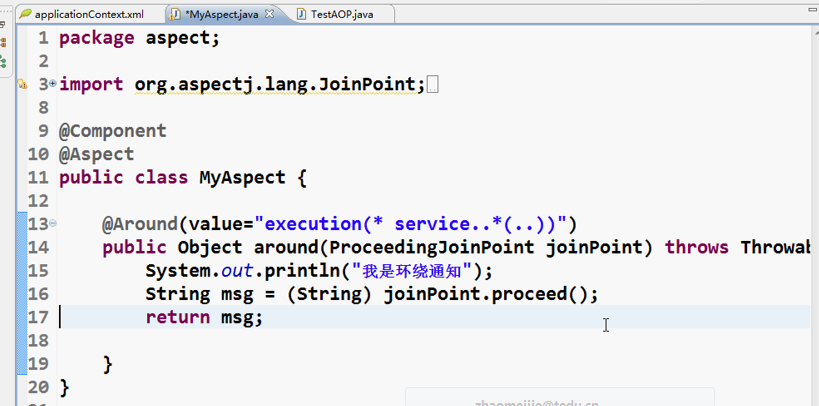 applicationContext.xml *MyAspect.java TestAOP.java
1 package aspect;
2
3 import org.aspectj.lang.JoinPoint;
8
9 @Component
10 @Aspect
11 public class MyAspect {
12
13 @Around(value="execution(* service..*(..))")
14 public Object around(ProceedingJoinPoint joinPoint) throws Throwab
15 System.out.println("我是环绕通知");
16 String msg = (String) joinPoint.proceed();
17 return msg;
18
19 }
20 }